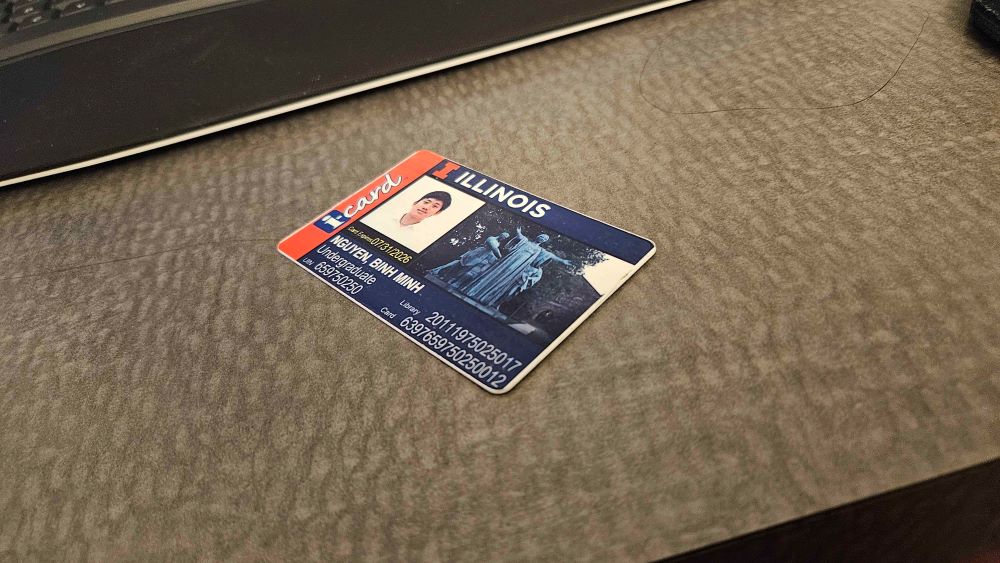 i-card
I ILLINOIS
Card Expires 07/31/2026
NGUYEN, BINH MINH
Undergraduate
UIN 659750250
Library 20111975025017
Card 6397659750250012